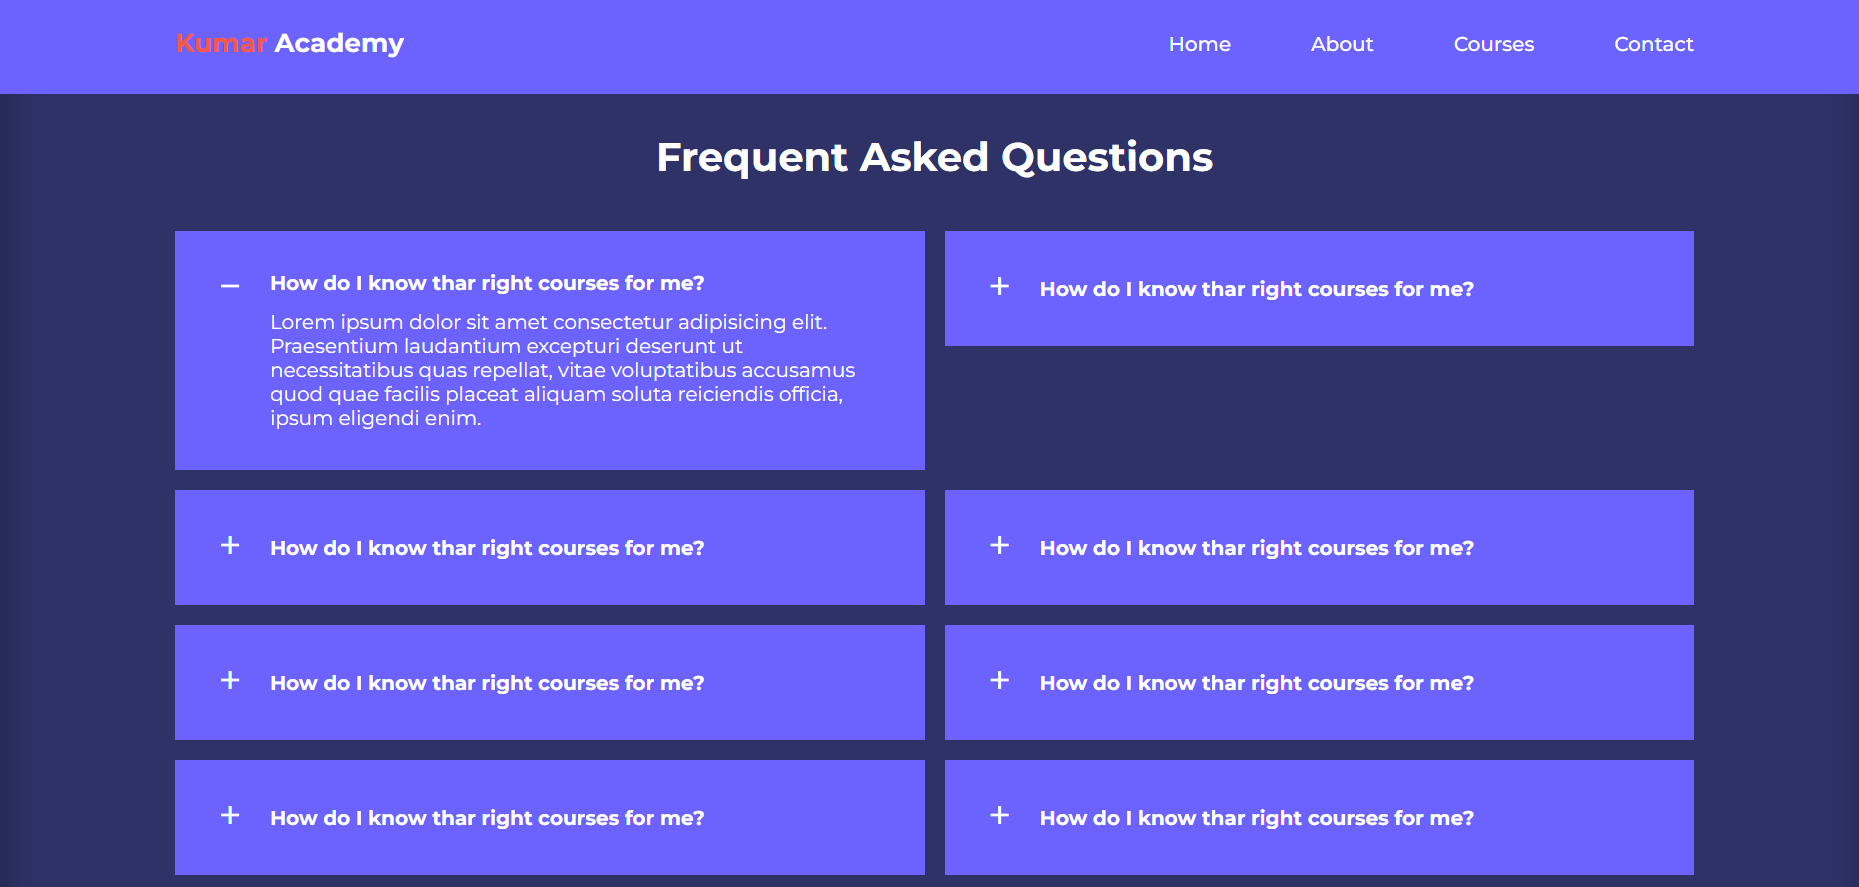 Kumar Academy
Home About Courses Contact
Frequent Asked Questions
How do I know thar right courses for me?
Lorem ipsum dolor sit amet consectetur adipisicing elit.
Praesentium laudantium excepturi deserunt ut
necessitatibus quas repellat, vitae voluptatibus accusamus
quod quae facilis placeat aliquam soluta reiciendis officia,
ipsum eligendi enim.
How do I know thar right courses for me?
How do I know thar right courses for me?
How do I know thar right courses for me?
How do I know thar right courses for me?
How do I know thar right courses for me?
How do I know thar right courses for me?
How do I know thar right courses for me?